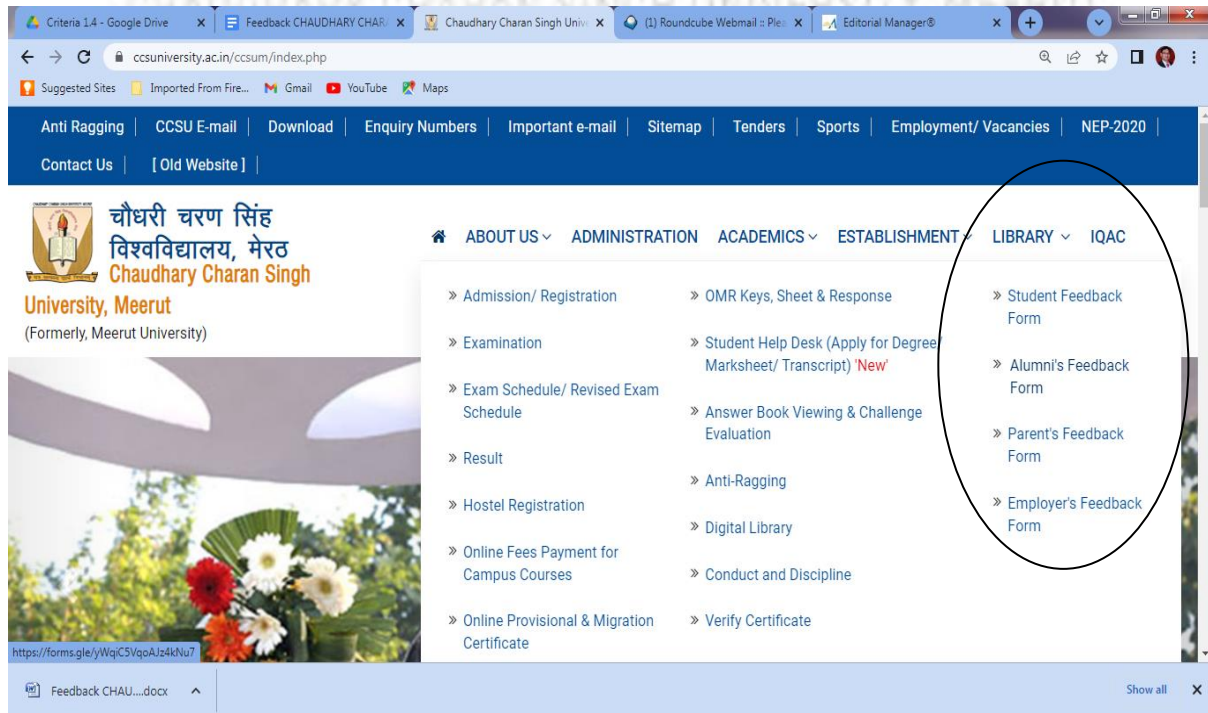 Criteria 1.4 - Google Drive
Feedback CHAUDHARY CHAR
Chaudhary Charan Singh Unive
(1) Roundcube Webmail :: Plea
Editorial Manager®
ccsuniversity.ac.in/ccsum/index.php
Suggested Sites
Imported From Fire...
Gmail
YouTube
Maps
Anti Ragging | CCSU E-mail | Download | Enquiry Numbers | Important e-mail | Sitemap | Tenders | Sports | Employment/ Vacancies | NEP-2020 |
Contact Us | [ Old Website ] |
चौधरी चरण सिंह
विश्वविद्यालय, मेरठ
Chaudhary Charan Singh
University, Meerut
(Formerly, Meerut University)
ABOUT US
ADMINISTRATION
ACADEMICS
ESTABLISHMENT
LIBRARY
IQAC
» Admission/ Registration
» Examination
» Exam Schedule/ Revised Exam
Schedule
» Result
» Hostel Registration
» Online Fees Payment for
Campus Courses
» Online Provisional & Migration
Certificate
» OMR Keys, Sheet & Response
» Student Help Desk (Apply for Degree/
Marksheet/ Transcript) 'New'
» Answer Book Viewing & Challenge
Evaluation
» Anti-Ragging
» Digital Library
» Conduct and Discipline
» Verify Certificate
» Student Feedback
Form
» Alumni's Feedback
Form
» Parent's Feedback
Form
» Employer's Feedback
Form
https://forms.gle/yWqiC5VqoAJz4kNu7
Feedback CHAU....docx
Show all